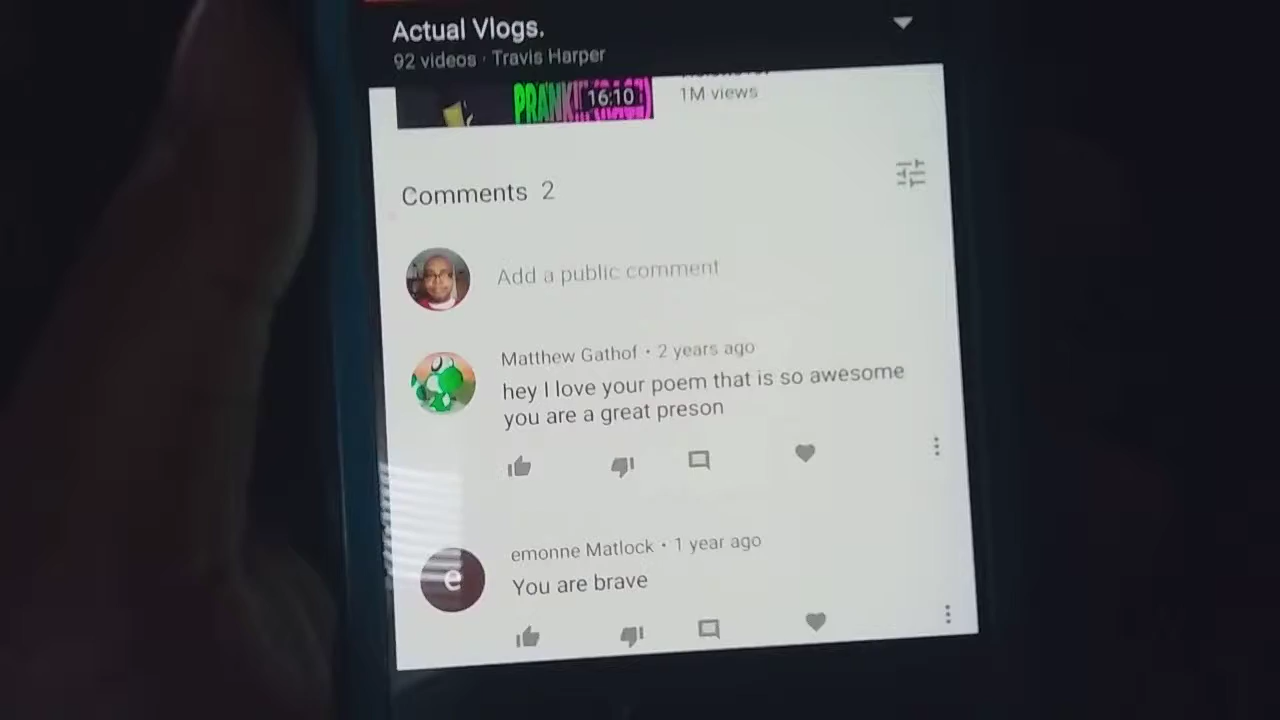 Actual Vlogs.
92 videos · Travis Harper
PRANK!!
16:10
1M views
Comments 2
Add a public comment
Matthew Gathof · 2 years ago
hey I love your poem that is so awesome
you are a great preson
emonne Matlock · 1 year ago
e
You are brave